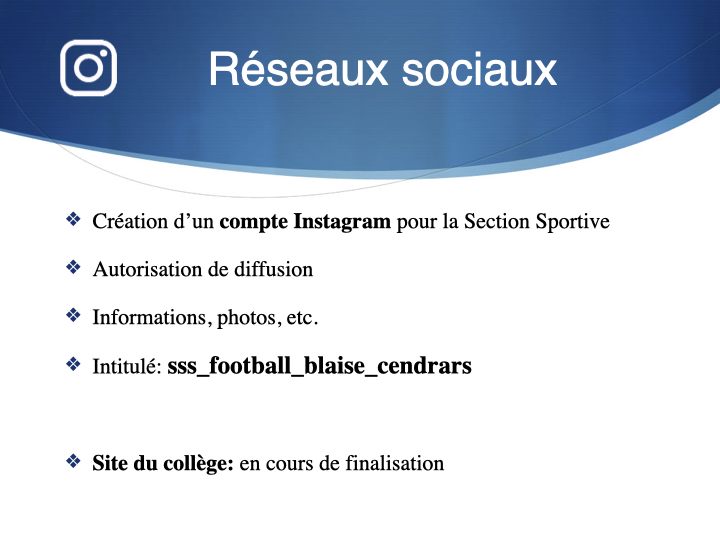 Réseaux sociaux
Création d’un compte Instagram pour la Section Sportive
Autorisation de diffusion
Informations, photos, etc.
Intitulé: sss_football_blaise_cendrars
Site du collège: en cours de finalisation